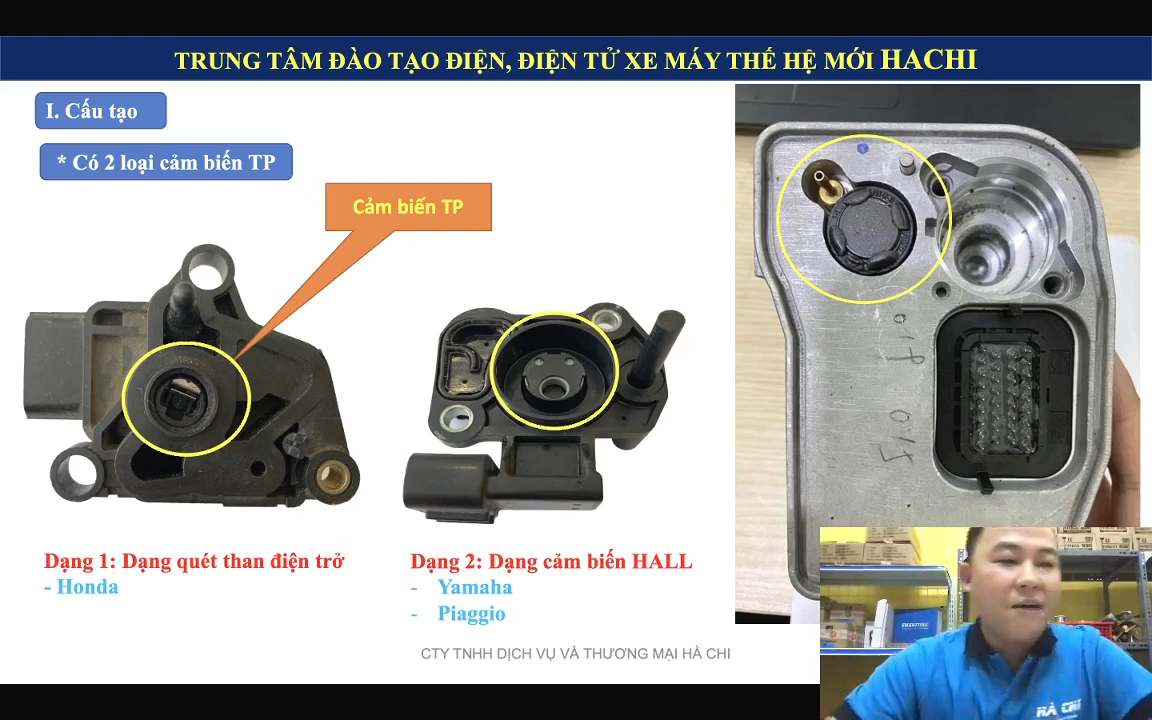 TRUNG TÂM ĐÀO TẠO ĐIỆN, ĐIỆN TỬ XE MÁY THẾ HỆ MỚI HACHI
I. Cấu tạo
* Có 2 loại cảm biến TP
Cảm biến TP
Dạng 1: Dạng quét than điện trở
- Honda
Dạng 2: Dạng cảm biến HALL
- Yamaha
- Piaggio
CTY TNHH DỊCH VỤ VÀ THƯƠNG MẠI HÀ CHI
HÀ CHI